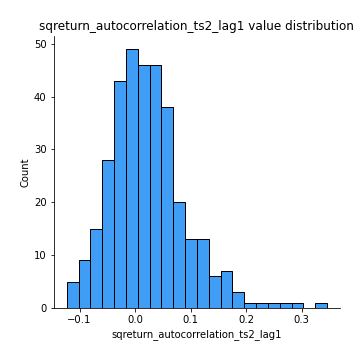 sqreturn_autocorrelation_ts2_lag1 value distribution
50
40
30
20
10
0
Count
−0.1 0.0 0.1 0.2 0.3
sqreturn_autocorrelation_ts2_lag1